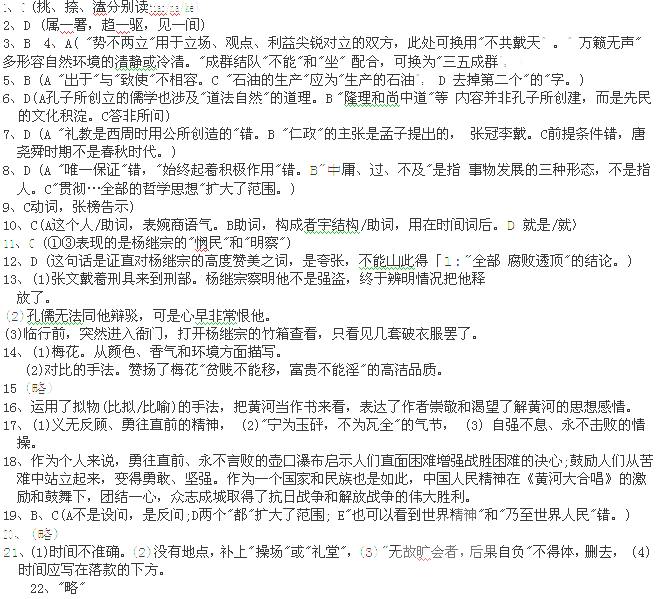 、C (挑、捺、溘分别读
2、D (属一署，趋一驱，见一间)
3、B 4、A("势不两立"用于立场、观点、利益尖锐对立的双方，此处可换用"不共戴天"。"万籁无声"
多形容自然环境的清静或冷清。"成群结队"不能"和"坐" 配合，可换为"三五成群。
5、B (A "出于"与"致使"不相容。C "石油的生产"应为"生产的石油； D 去掉第二个"的"字。)
6、D(A孔子所创立的儒学也涉及"道法自然"的道理。B "隆理和尚中道"等 内容并非孔子所创建，而是先民
的文化积淀。C答非所问)
7、D (A "礼教是西周时用公所创造的"错。B "仁政"的主张是孟子提出的， 张冠李戴。C前提条件错，唐
尧舜时期不是春秋时代。)
8、D (A "唯一保证"错，"始终起着积极作用"错。B"中庸、过、不及"是指 事物发展的三种形态，不是指
人。C"贯彻…全部的哲学思想"扩大了范围。)
9、C动词，张榜告示)
10、C(A这个人/助词，表婉商语气。B助词，构成者字结构/助词，用在时间词后。D 就是/就)
11、C (①③表现的是杨继宗的"悯民"和"明察")
12、D (这句话是证直对杨继宗的高度赞美之词，是夸张，不能山此得「1："全部 腐败透顶"的结论。)
13、(1)张文戴着刑具来到刑部。杨继宗察明他不是强盗，终于辨明情况把他释
放了。
(2)孔儒无法同他辩驳，可是心早非常恨他。
(3)临行前，突然进入衙门，打开杨继宗的竹箱查看，只看见几套破衣服罢了。
14、(1)梅花。从颜色、香气和环境方面描写。
(2)对比的手法。赞扬了梅花"贫贱不能移，富贵不能淫"的高洁品质。
15 (略)
16、运用了拟物(比拟/比喻)的手法，把黄河当作书来看，表达了作者崇敬和渴望了解黄河的思想感情。
17、(1)义无反顾、勇往直前的精神， (2)"宁为玉砰，不为瓦全"的气节， (3) 自强不息、永不击败的情
操。
18、作为个人来说，勇往直前、永不言败的壶口瀑布启示人们直面困难增强战胜困难的决心;鼓励人们从苦
难中站立起来，变得勇敢、坚强。作为一个国家和民族也是如此，中国人民精神在《黄河大合唱》的激
励和鼓舞下，团结一心，众志成城取得了抗日战争和解放战争的伟大胜利。
19、B、C(A不是设问，是反问;D两个"都"扩大了范围; E"也可以看到世界精神"和"乃至世界人民"错。)
20、(略)
21、(1)时间不准确。(2)没有地点，补上"操场"或"礼堂"，(3)"无故旷会者，后果自负"不得体，删去， (4)
时间应写在落款的下方。
22、"略"